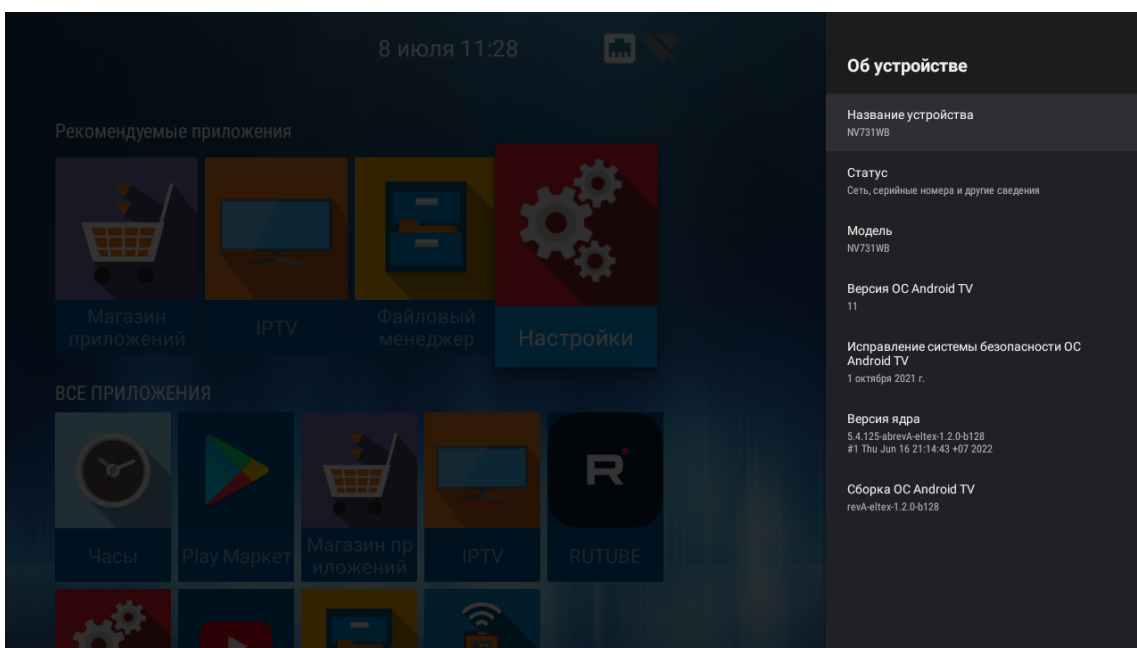 8 июля 11:28
Рекомендуемые приложения
Магазин
приложений
IPTV
Файловый
менеджер
Настройки
ВСЕ ПРИЛОЖЕНИЯ
Часы
Play Маркет
Магазин пр
иложений
IPTV
R
RUTUBE
Об устройстве
Название устройства
NV731WB
Статус
Сеть, серийные номера и другие сведения
Модель
NV731WB
Версия ОС Android TV
11
Исправление системы безопасности ОС
Android TV
1 октября 2021 г.
Версия ядра
5.4.125-abrevA-eltex-1.2.0-b128
#1 Thu Jun 16 21:14:43 +07 2022
Сборка ОС Android TV
revA-eltex-1.2.0-b128